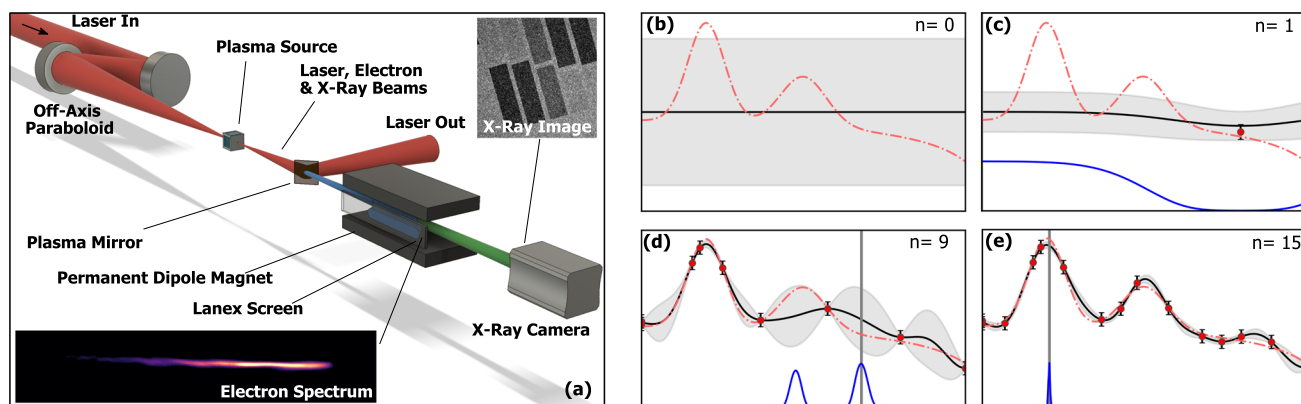 Laser In
Plasma Source
Laser, Electron
& X-Ray Beams
Off-Axis
Paraboloid
Laser Out
X-Ray Image
Plasma Mirror
Permanent Dipole Magnet
Lanex Screen
X-Ray Camera
Electron Spectrum
(a)
(b)
n= 0
(c)
n= 1
(d)
n= 9
(e)
n= 15